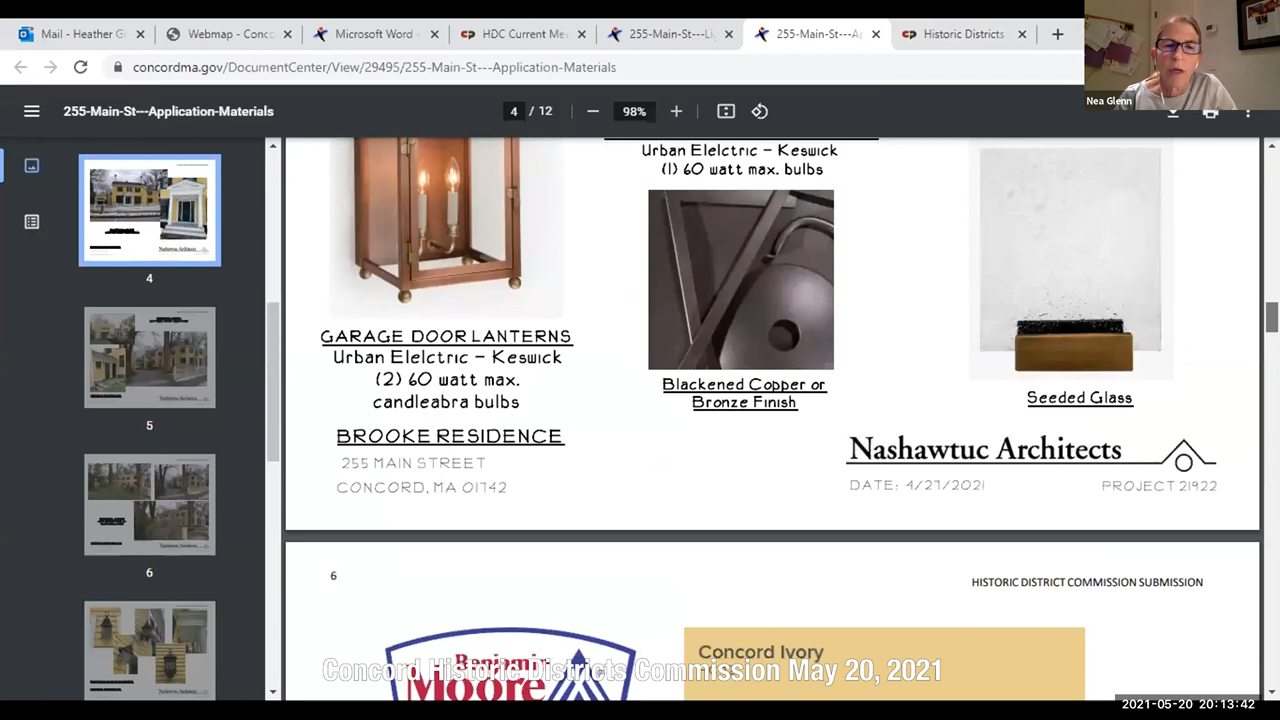 Mail - Heather G
Webmap - Conc
Microsoft Word -
HDC Current Me
255-Main-St---Li
255-Main-St---Ap
Historic Districts
concordma.gov/DocumentCenter/View/29495/255-Main-St---Application-Materials
Nea Glenn
255-Main-St---Application-Materials
4 / 12
98%
Urban Elelctric – Keswick
(1) 60 watt max. bulbs
GARAGE DOOR LANTERNS
Urban Elelctric – Keswick
(2) 60 watt max.
candleabra bulbs
Blackened Copper or
Bronze Finish
Seeded Glass
BROOKE RESIDENCE
255 MAIN STREET
CONCORD, MA 01742
Nashawtuc Architects
DATE: 4/27/2021
PROJECT 21922
4
5
6
6
HISTORIC DISTRICT COMMISSION SUBMISSION
Benjamin
Moore
Concord Ivory
Concord Historic Districts Commission May 20, 2021
2021-05-20 20:13:42